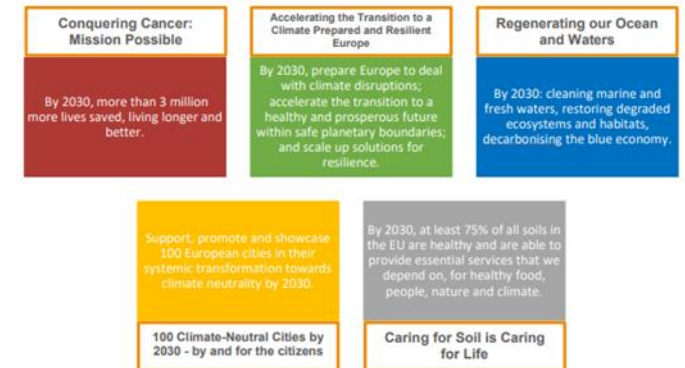 Conquering Cancer:
Mission Possible
By 2030, more than 3 million
more lives saved, living longer and
better.
Accelerating the Transition to a
Climate Prepared and Resilient
Europe
By 2030, prepare Europe to deal
with climate disruptions;
accelerate the transition to a
healthy and prosperous future
within safe planetary boundaries;
and scale up solutions for
resilience.
Regenerating our Ocean
and Waters
By 2030: cleaning marine and
fresh waters, restoring degraded
ecosystems and habitats,
decarbonising the blue economy.
Support, promote and showcase
100 European cities in their
systemic transformation towards
climate neutrality by 2030.
100 Climate-Neutral Cities by
2030 - by and for the citizens
By 2030, at least 75% of all soils in
the EU are healthy and are able to
provide essential services that we
depend on, for healthy food,
people, nature and climate.
Caring for Soil is Caring
for Life